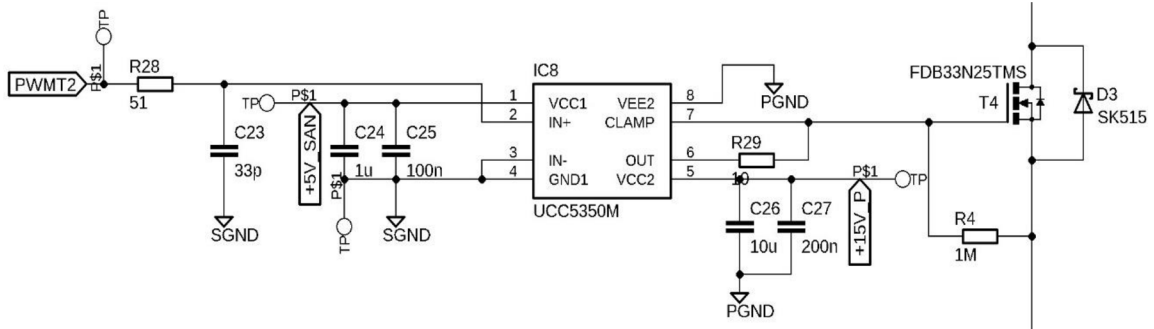 TP
PWMT2
P$1
R28
51
C23
33p
SGND
TP
P$1
+5V_SAN
C24
1u
C25
100n
P$1
TP
SGND
IC8
1
VCC1
2
IN+
3
IN-
4
GND1
VEE2
8
CLAMP
7
OUT
6
VCC2
5
UCC5350M
PGND
R29
10
C26
10u
C27
200n
PGND
P$1
+15V_P
TP
FDB33N25TMS
T4
D3
SK515
R4
1M